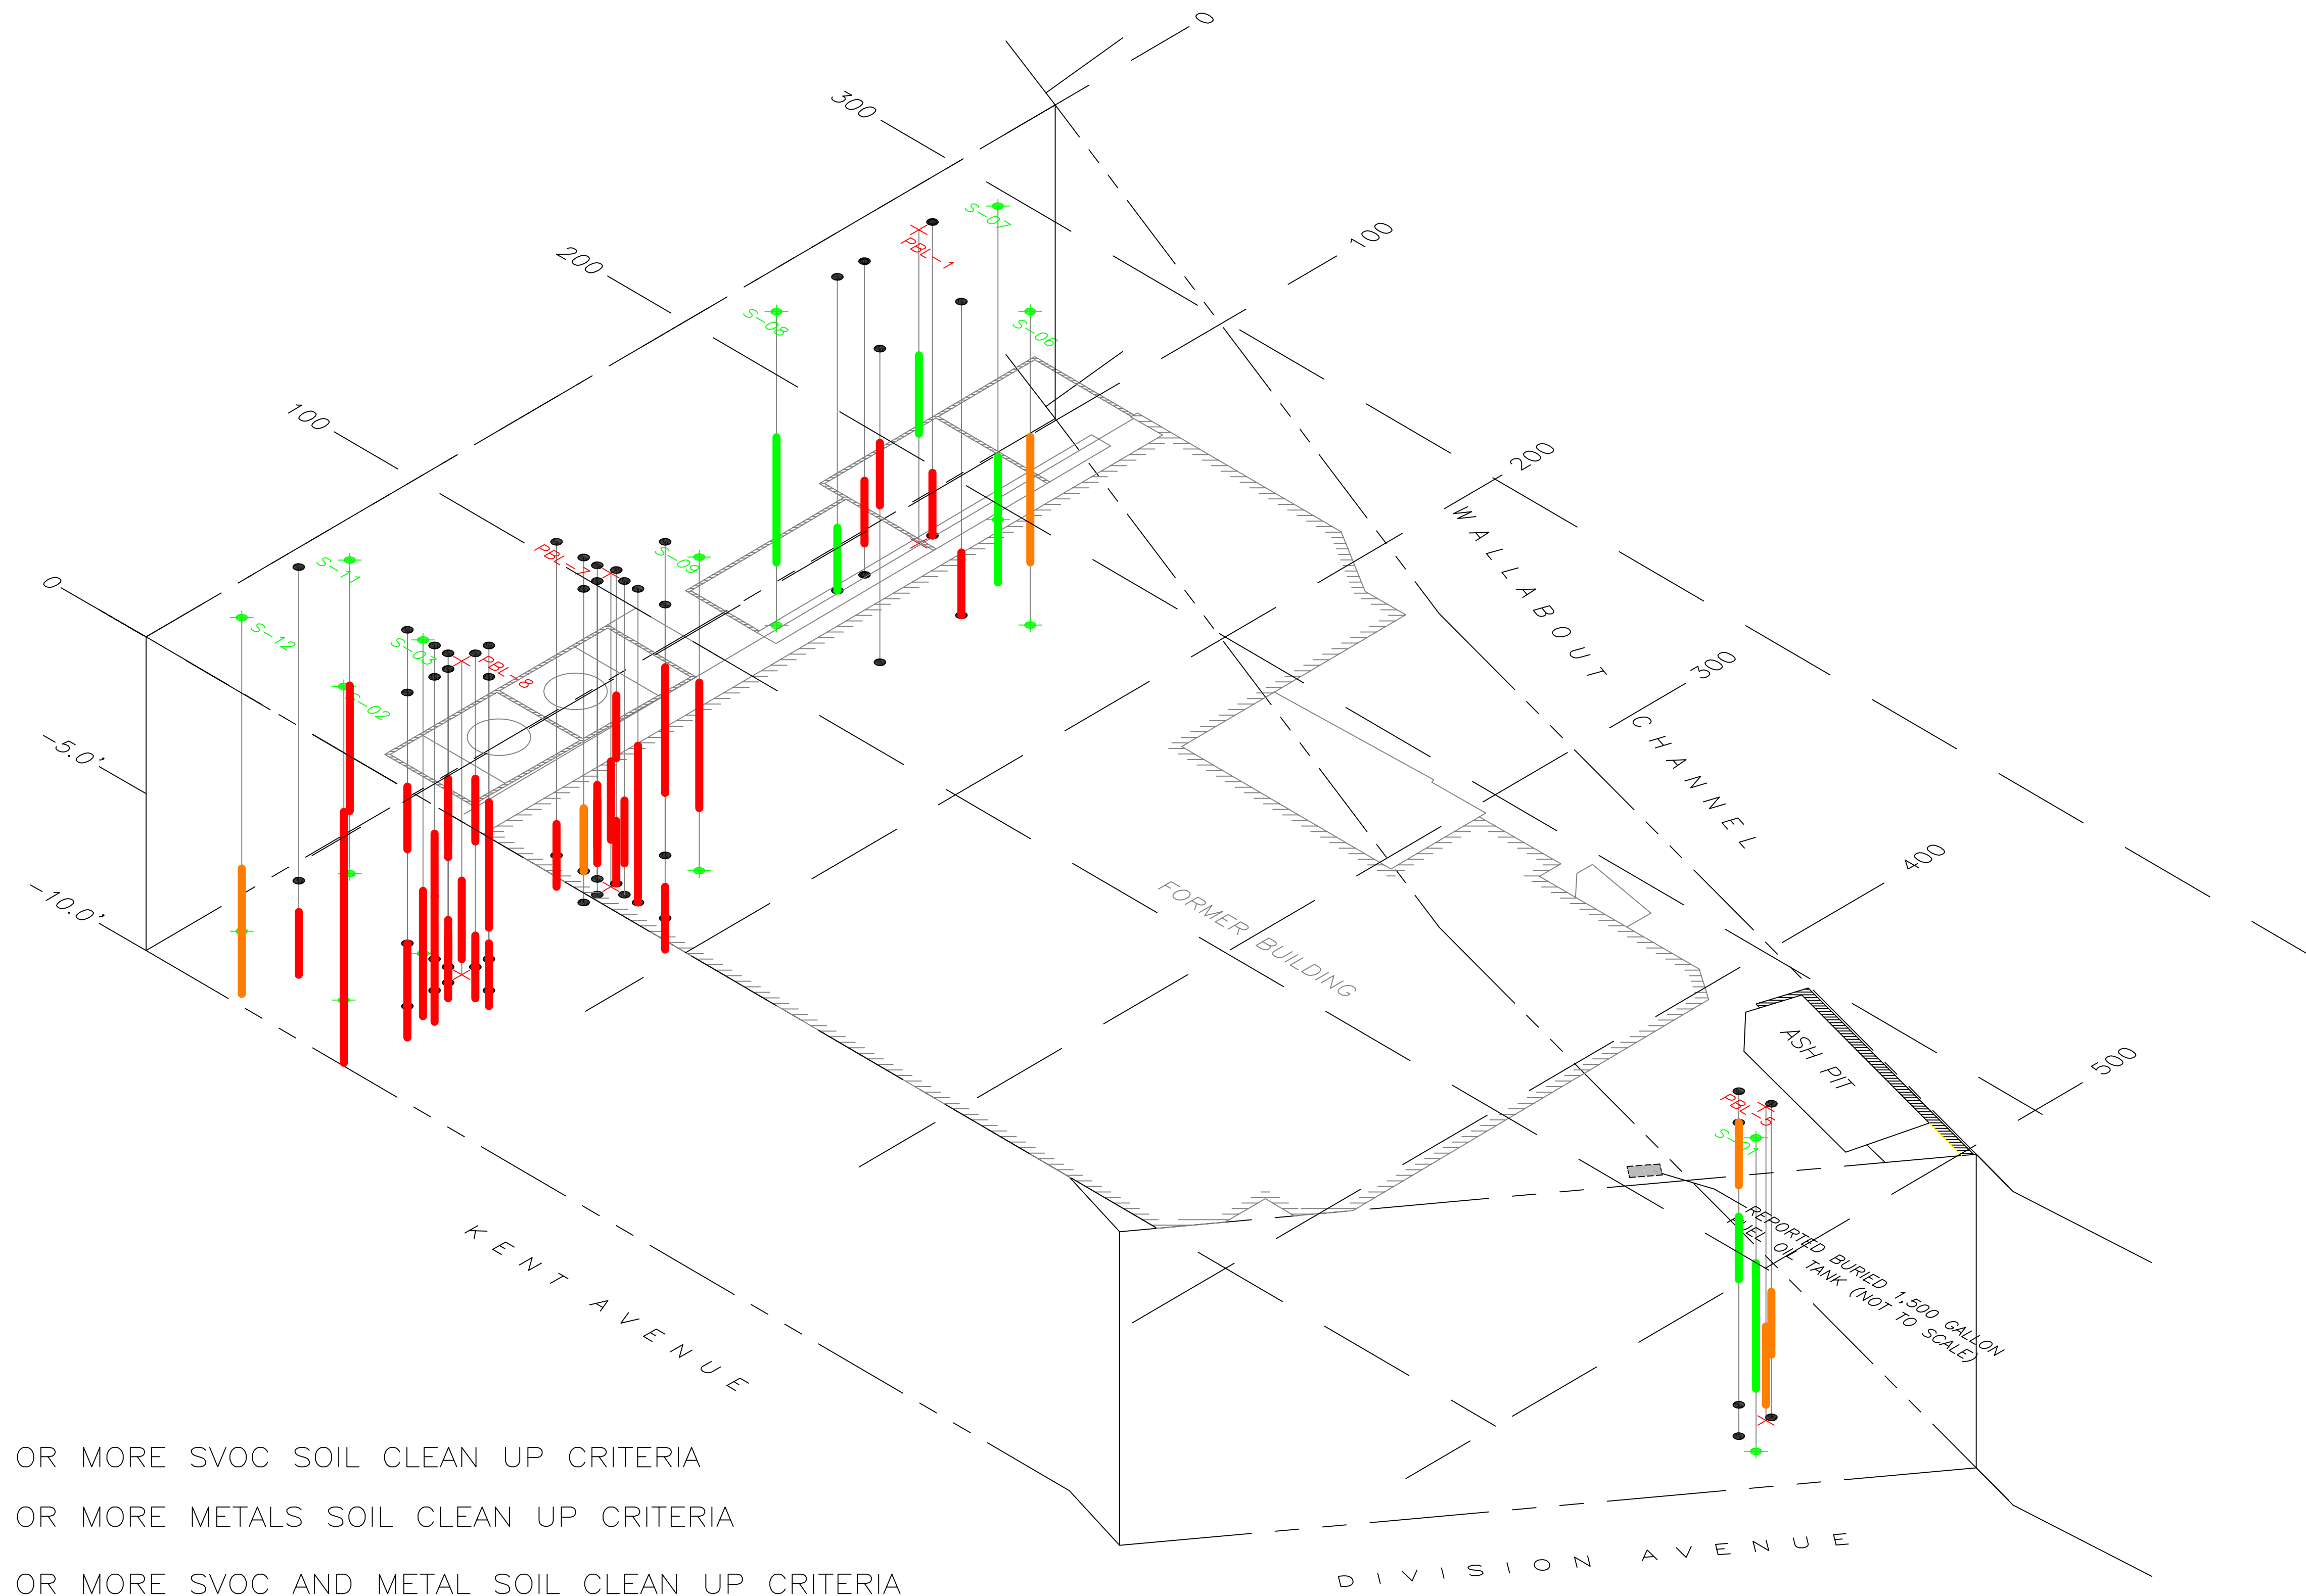 0
300
S-07
PBL-1
100
200
S-08
S-06
100
200
WALLABOUT CHANNEL
0
S-11
PBL-7
S-09
S-12
S-03
PBL-8
300
S-02
-5.0'
400
-10.0'
FORMER BUILDING
ASH PIT
500
PBL-5
REPORTED BURIED 1,500 GALLON
FUEL OIL TANK (NOT TO SCALE)
KENT AVENUE
OR MORE SVOC SOIL CLEAN UP CRITERIA
OR MORE METALS SOIL CLEAN UP CRITERIA
DIVISION AVENUE
OR MORE SVOC AND METAL SOIL CLEAN UP CRITERIA